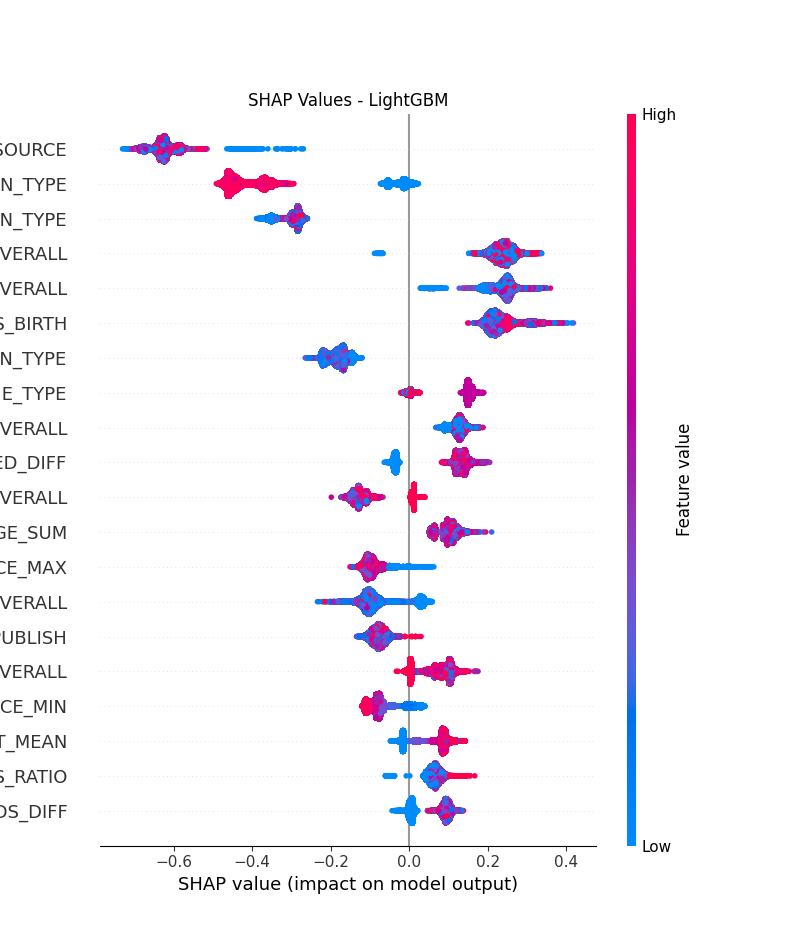 SHAP Values - LightGBM
High
SOURCE
N_TYPE
N_TYPE
VERALL
VERALL
S_BIRTH
N_TYPE
E_TYPE
VERALL
ED_DIFF
VERALL
GE_SUM
CE_MAX
VERALL
PUBLISH
VERALL
CE_MIN
T_MEAN
S_RATIO
DS_DIFF
Feature value
Low
−0.6 −0.4 −0.2 0.0 0.2 0.4
SHAP value (impact on model output)